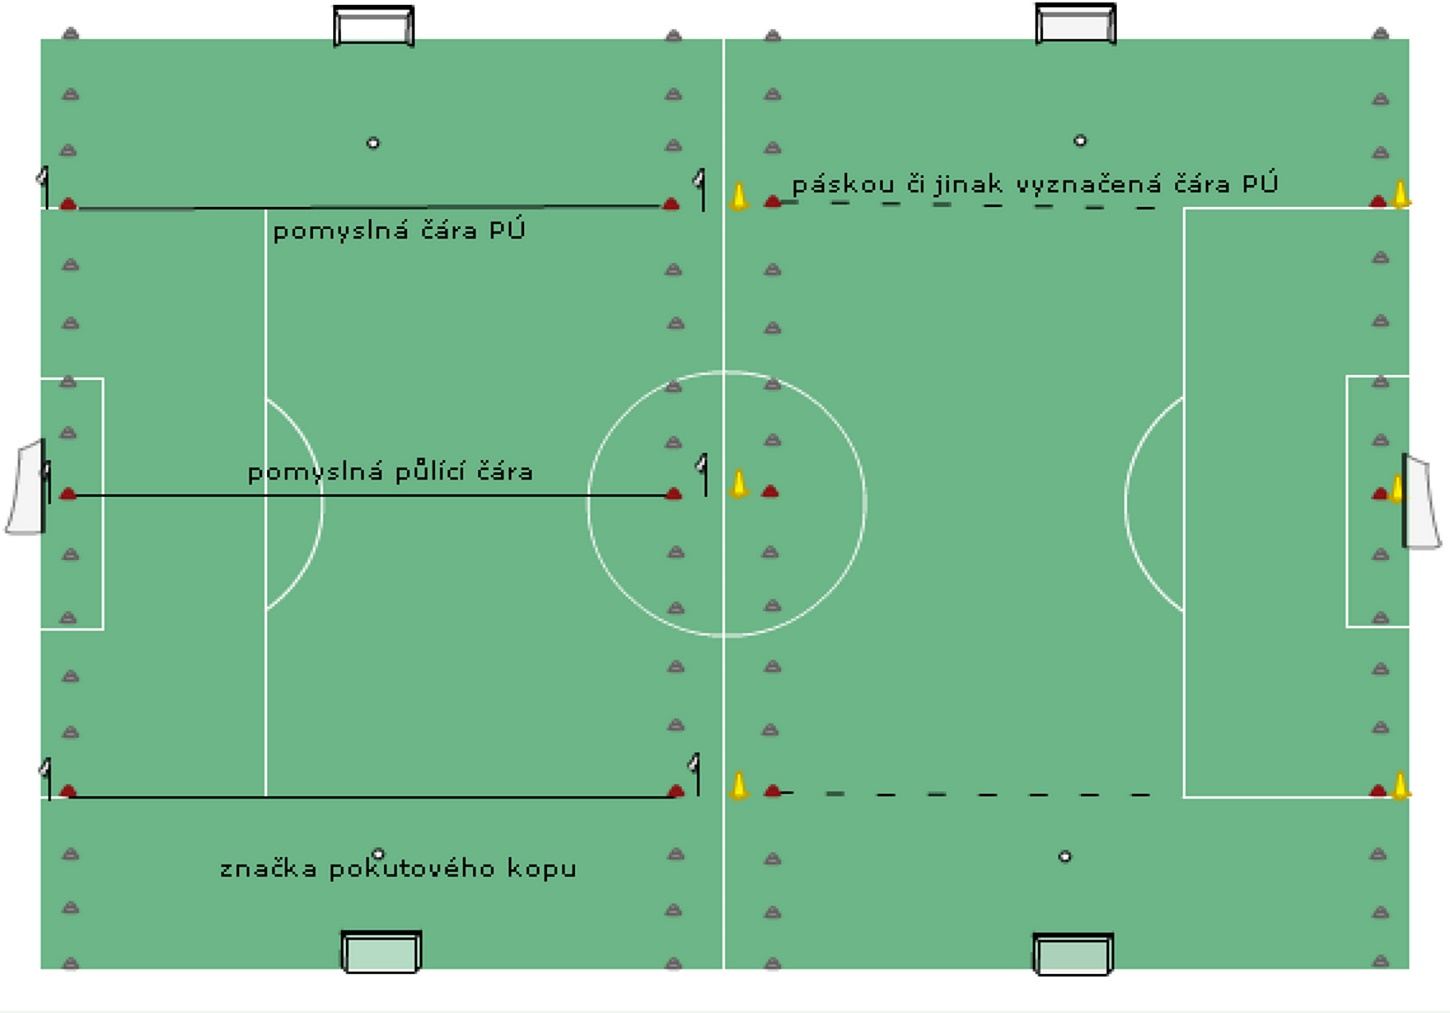 páskou či jinak vyznačená čára PÚ
pomyslná čára PÚ
pomyslná půlící čára
značka pokutového kopu